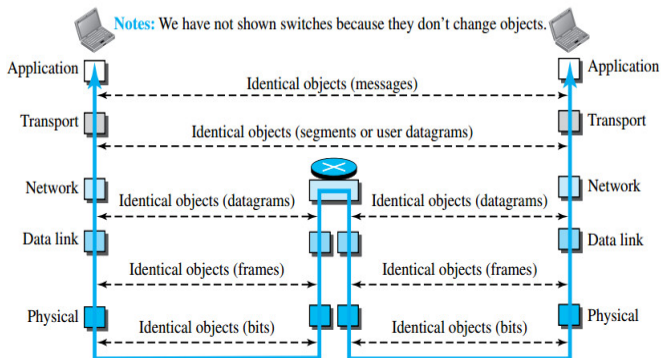 Notes: We have not shown switches because they don't change objects.
Application
Application
Identical objects (messages)
Transport
Transport
Identical objects (segments or user datagrams)
Network
Network
Identical objects (datagrams)
Identical objects (datagrams)
Data link
Data link
Identical objects (frames)
Identical objects (frames)
Physical
Physical
Identical objects (bits)
Identical objects (bits)